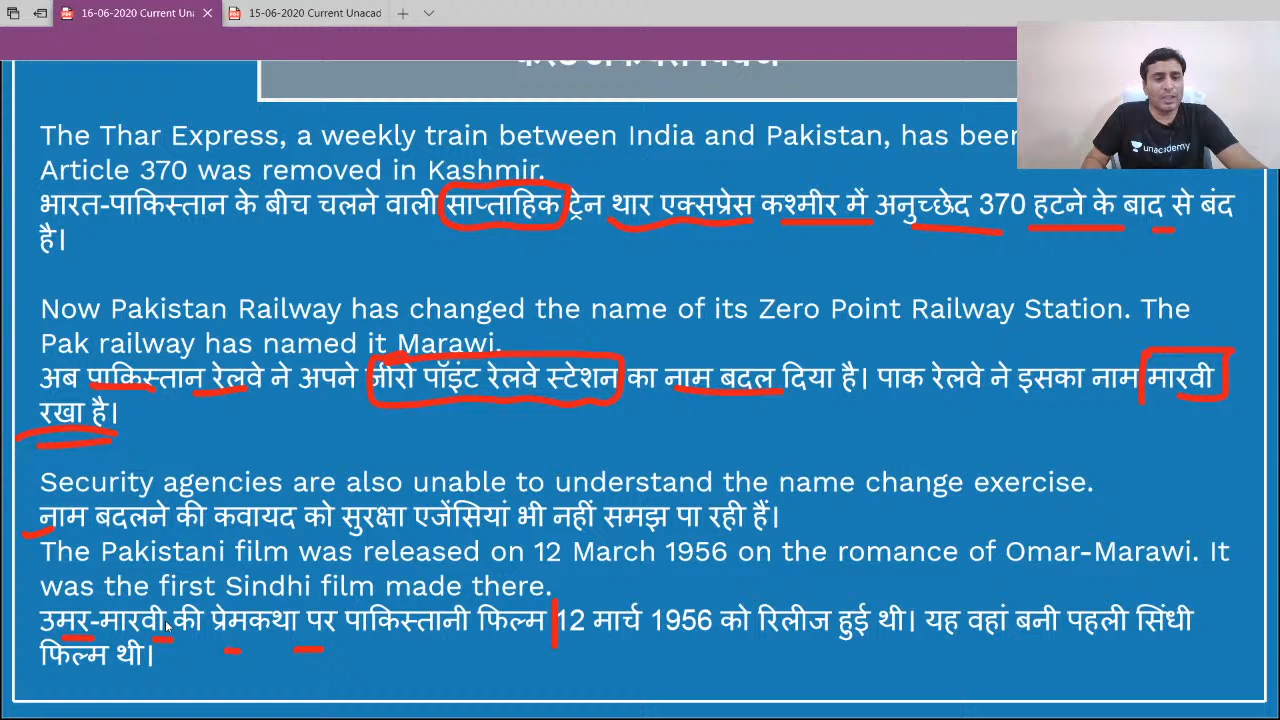 16-06-2020 Current Una
15-06-2020 Current Unacad
The Thar Express, a weekly train between India and Pakistan, has been
Article 370 was removed in Kashmir.
भारत-पाकिस्तान के बीच चलने वाली साप्ताहिक ट्रेन थार एक्सप्रेस कश्मीर में अनुच्छेद 370 हटने के बाद से बंद
है।
Now Pakistan Railway has changed the name of its Zero Point Railway Station. The
Pak railway has named it Marawi.
अब पाकिस्तान रेलवे ने अपने जीरो पॉइंट रेलवे स्टेशन का नाम बदल दिया है। पाक रेलवे ने इसका नाम मारवी
रखा है।
Security agencies are also unable to understand the name change exercise.
नाम बदलने की कवायद को सुरक्षा एजेंसियां भी नहीं समझ पा रही हैं।
The Pakistani film was released on 12 March 1956 on the romance of Omar-Marawi. It
was the first Sindhi film made there.
उमर-मारवी की प्रेमकथा पर पाकिस्तानी फिल्म 12 मार्च 1956 को रिलीज हुई थी। यह वहां बनी पहली सिंधी
फिल्म थी।
unacademy